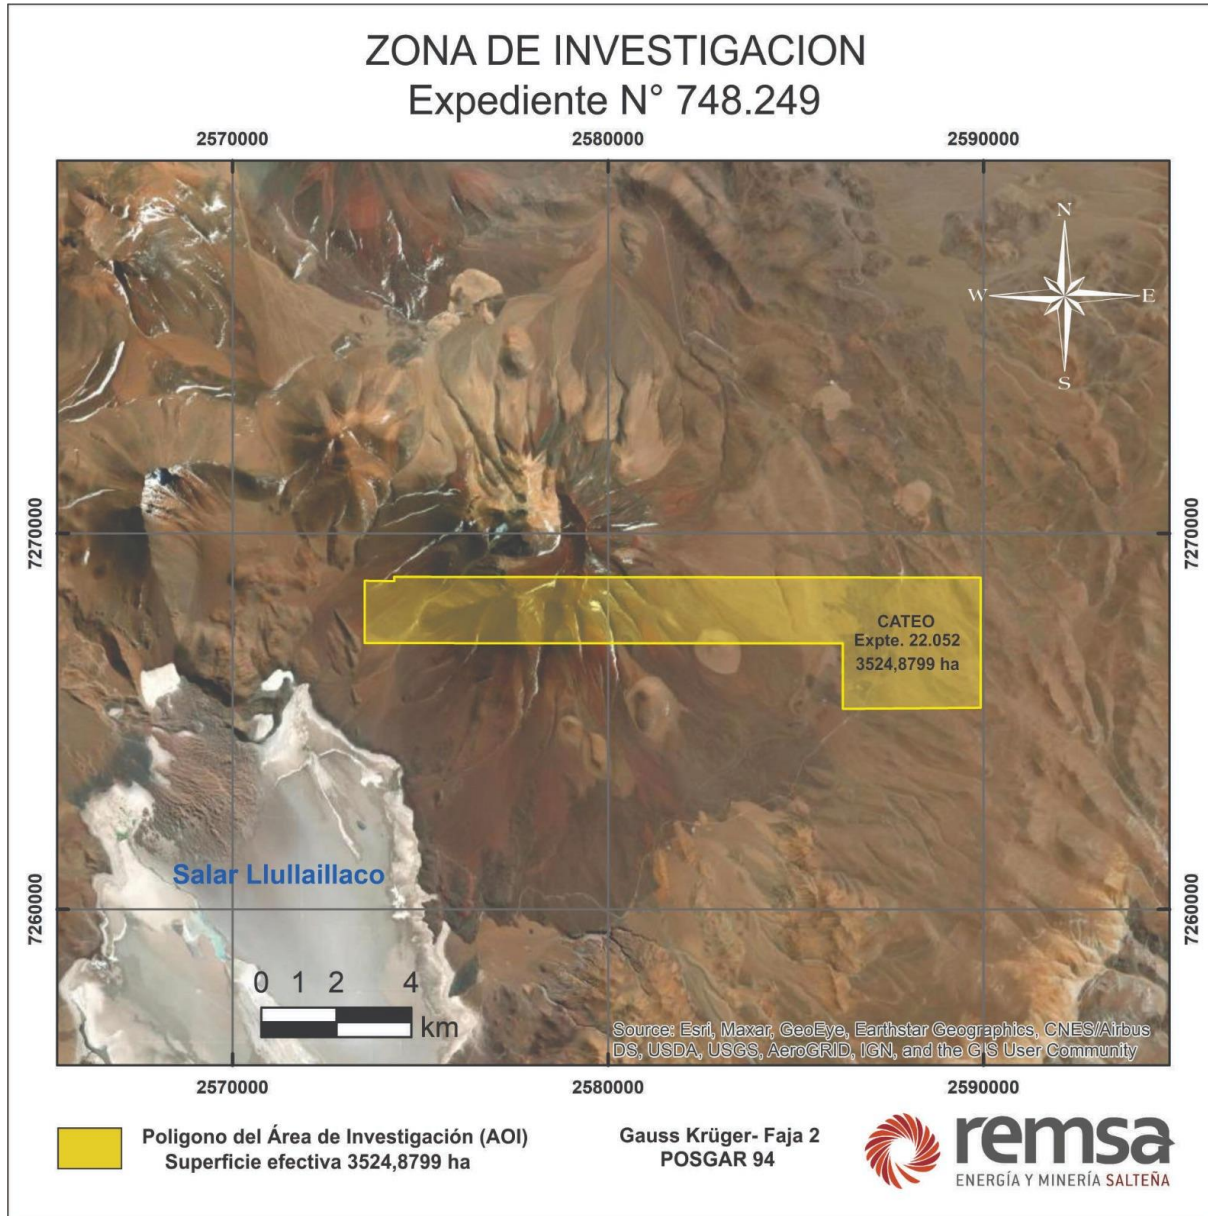 ZONA DE INVESTIGACION
Expediente N° 748.249
2570000 2580000 2590000
N
W E
S
7270000 7270000
CATEO
Expte. 22.052
3524,8799 ha
Salar Llullaillaco
7260000 7260000
0 1 2 4
km
Source: Esri, Maxar, GeoEye, Earthstar Geographics, CNES/Airbus
DS, USDA, USGS, AeroGRID, IGN, and the GIS User Community
2570000 2580000 2590000
Poligono del Área de Investigación (AOI)
Superficie efectiva 3524,8799 ha
Gauss Krüger- Faja 2
POSGAR 94
remsa
ENERGÍA Y MINERÍA SALTEÑA